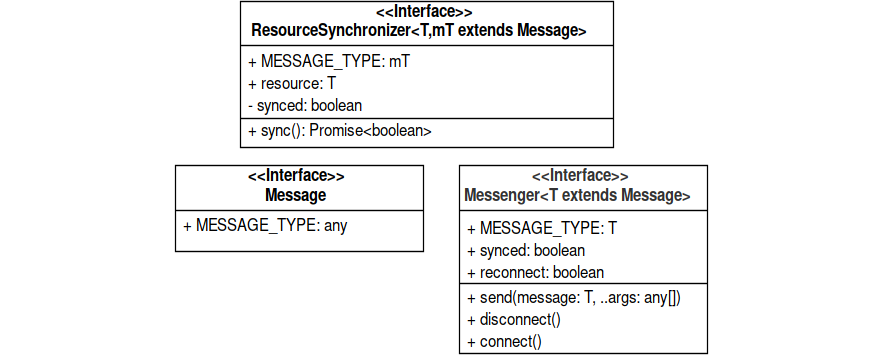 <<Interface>>
ResourceSynchronizer<T,mT extends Message>
+ MESSAGE_TYPE: mT
+ resource: T
- synced: boolean
+ sync(): Promise<boolean>
<<Interface>>
Message
+ MESSAGE_TYPE: any
<<Interface>>
Messenger<T extends Message>
+ MESSAGE_TYPE: T
+ synced: boolean
+ reconnect: boolean
+ send(message: T, ..args: any[])
+ disconnect()
+ connect()